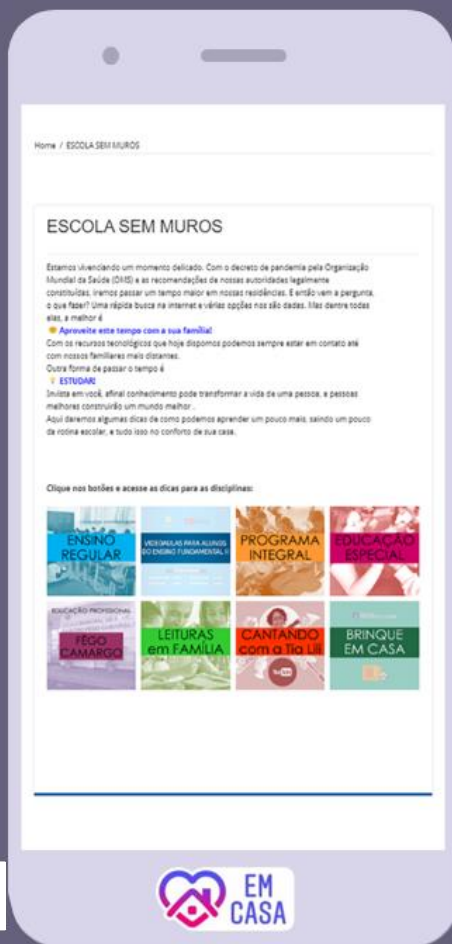 Home / ESCOLA SEM MUROS
ESCOLA SEM MUROS
Estamos vivenciando um momento delicado. Com o decreto de pandemia pela Organização
Mundial da Saúde (OMS) e as recomendações de nossas autoridades legalmente
constituídas, iremos passar um tempo maior em nossas residências. E então vem a pergunta,
o que fazer? Uma rápida busca na internet e várias opções nos são dadas. Mas dentre todas
elas, a melhor é
Aproveite este tempo com a sua família!
Com os recursos tecnológicos que hoje dispomos podemos sempre estar em contato até
com nossos familiares mais distantes.
Outra forma de passar o tempo é
ESTUDAR!
Invista em você, afinal conhecimento pode transformar a vida de uma pessoa, e pessoas
melhores construirão um mundo melhor .
Aqui daremos algumas dicas de como podemos aprender um pouco mais, saindo um pouco
da rotina escolar, e tudo isso no conforto de sua casa.
Clique nos botões e acesse as dicas para as disciplinas:
ENSINO
REGULAR
VIDEOAULAS PARA ALUNOS
DO ENSINO FUNDAMENTAL II
PROGRAMA
INTEGRAL
EDUCAÇÃO
ESPECIAL
EDUCAÇÃO PROFISSIONAL
FÊGO
CAMARGO
LEITURAS
em FAMÍLIA
CANTANDO
com a Tia Lili
BRINQUE
EM CASA
EM
CASA